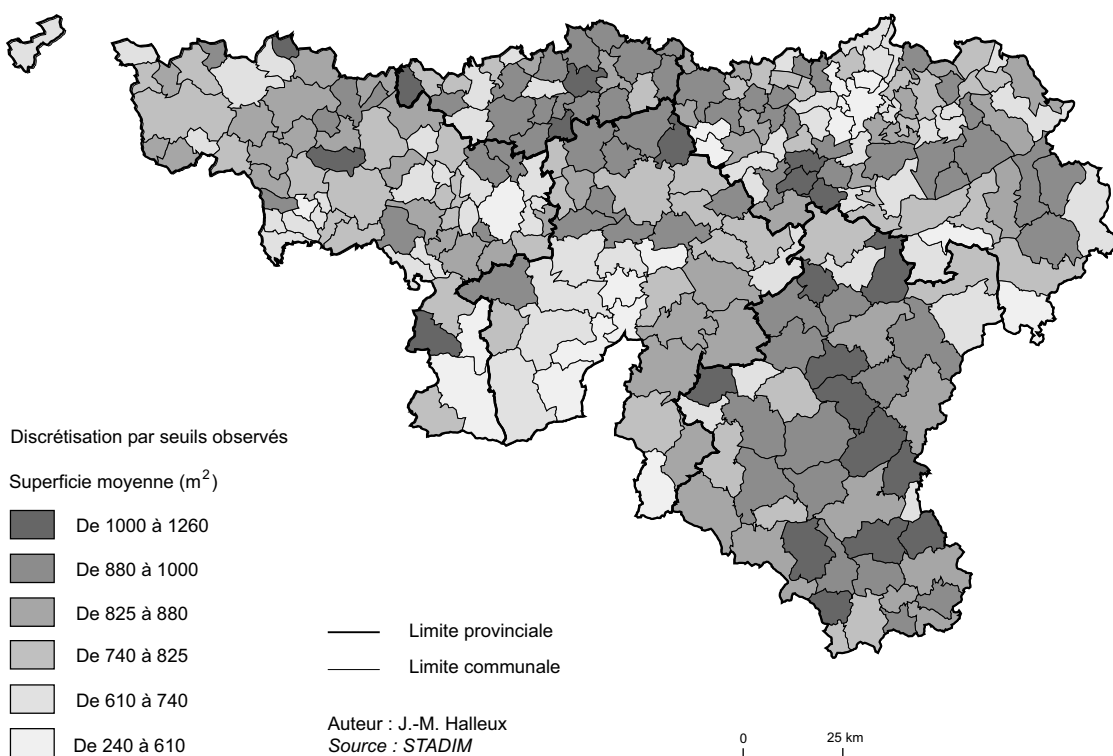 Discrétisation par seuils observés
Superficie moyenne (m²)
De 1000 à 1260
De 880 à 1000
De 825 à 880
De 740 à 825
De 610 à 740
De 240 à 610
Limite provinciale
Limite communale
Auteur : J.-M. Halleux
Source : STADIM
0 25 km